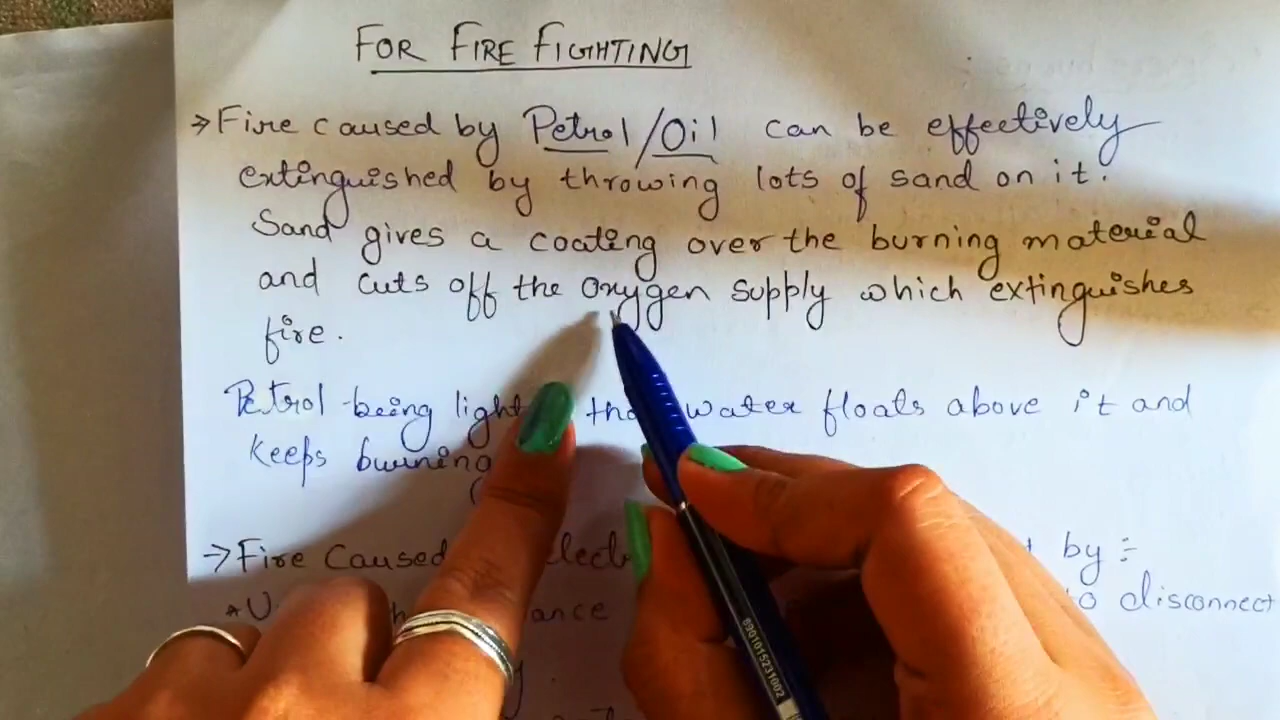 FOR FIRE FIGHTING
→ Fire caused by Petrol/Oil can be effectively
extinguished by throwing lots of sand on it.
Sand gives a coating over the burning material
and cuts off the oxygen supply which extinguishes
fire.
Petrol being water floats above it and
keeps burning
→ Fire Caused by :-
disconnect
8901015231002